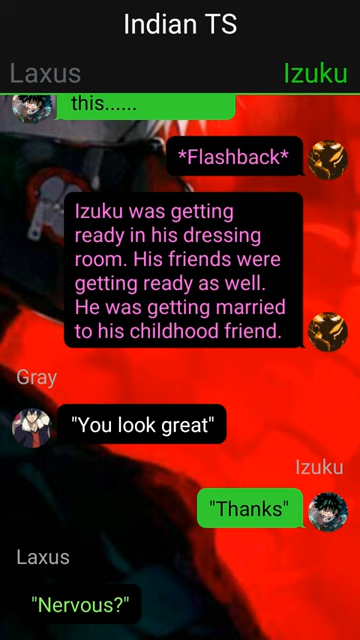 Indian TS
Laxus
Izuku
this......
*Flashback*
Izuku was getting
ready in his dressing
room. His friends were
getting ready as well.
He was getting married
to his childhood friend.
Gray
"You look great"
Izuku
"Thanks"
Laxus
"Nervous?"